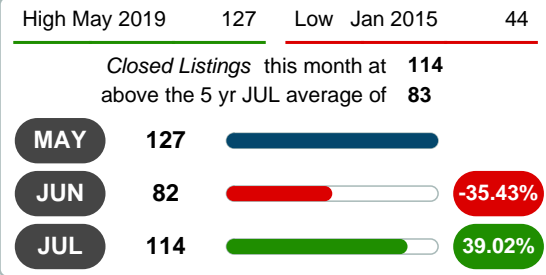 High May 2019 127 Low Jan 2015 44
Closed Listings this month at 114
above the 5 yr JUL average of 83
MAY 127
JUN 82 -35.43%
JUL 114 39.02%